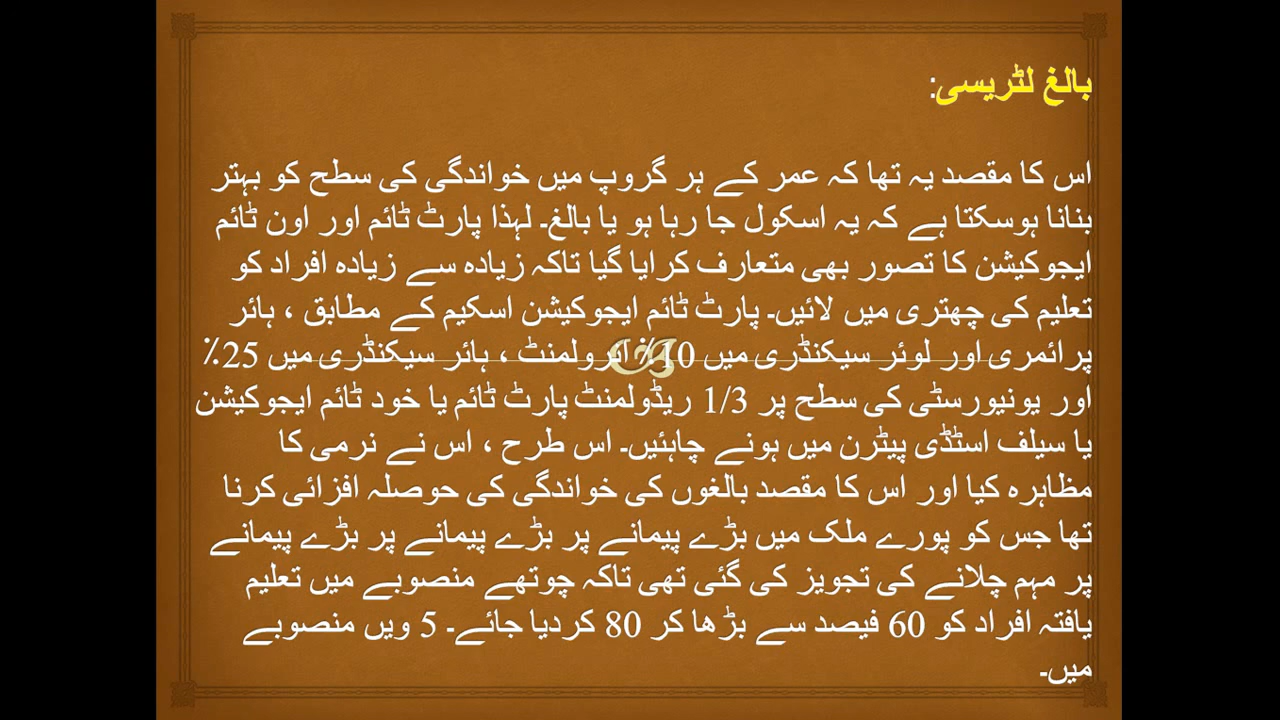 بالغ لٹریسی:
اس کا مقصد یہ تھا کہ عمر کے ہر گروپ میں خواندگی کی سطح کو بہتر
بنانا ہوسکتا ہے کہ یہ اسکول جا رہا ہو یا بالغ۔ لہذا پارٹ ٹائم اور اون ٹائم
ایجوکیشن کا تصور بھی متعارف کرایا گیا تاکہ زیادہ سے زیادہ افراد کو
تعلیم کی چھتری میں لائیں۔ پارٹ ٹائم ایجوکیشن اسکیم کے مطابق ، ہائر
پرائمری اور لوئر سیکنڈری میں 10٪ انرولمنٹ ، ہائر سیکنڈری میں 25٪
اور یونیورسٹی کی سطح پر 1/3 ریڈولمنٹ پارٹ ٹائم یا خود ٹائم ایجوکیشن
یا سیلف اسٹڈی پیٹرن میں ہونے چاہئیں۔ اس طرح ، اس نے نرمی کا
مظاہرہ کیا اور اس کا مقصد بالغوں کی خواندگی کی حوصلہ افزائی کرنا
تھا جس کو پورے ملک میں بڑے پیمانے پر بڑے پیمانے پر بڑے پیمانے
پر مہم چلانے کی تجویز کی گئی تھی تاکہ چوتھے منصوبے میں تعلیم
یافتہ افراد کو 60 فیصد سے بڑھا کر 80 کردیا جائے۔ 5 ویں منصوبے
میں۔